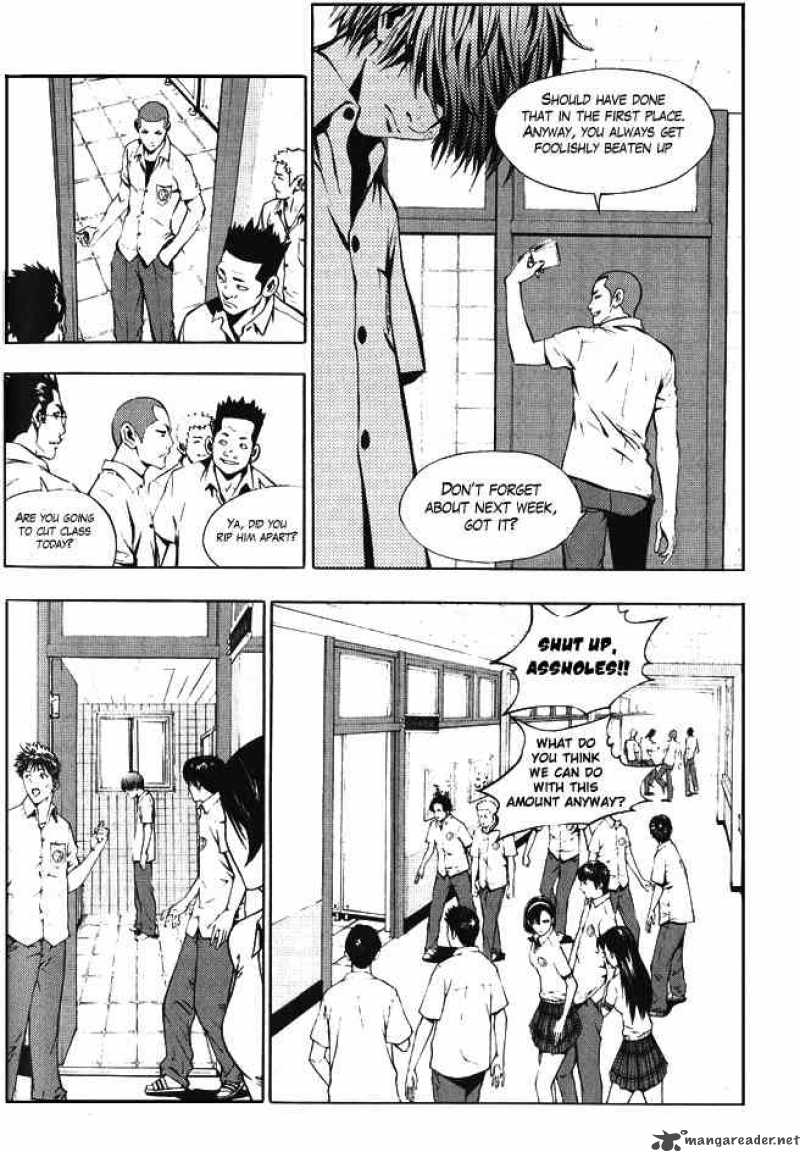 SHOULD HAVE DONE
THAT IN THE FIRST PLACE.
ANYWAY, YOU ALWAYS GET
FOOLISHLY BEATEN UP
DON'T FORGET
ABOUT NEXT WEEK,
GOT IT?
YA, DID YOU
RIP HIM APART?
ARE YOU GOING
TO CUT CLASS
TODAY?
SHUT UP,
ASSHOLES!!
WHAT DO
YOU THINK
WE CAN DO
WITH THIS
AMOUNT ANYWAY?
mangareader.net